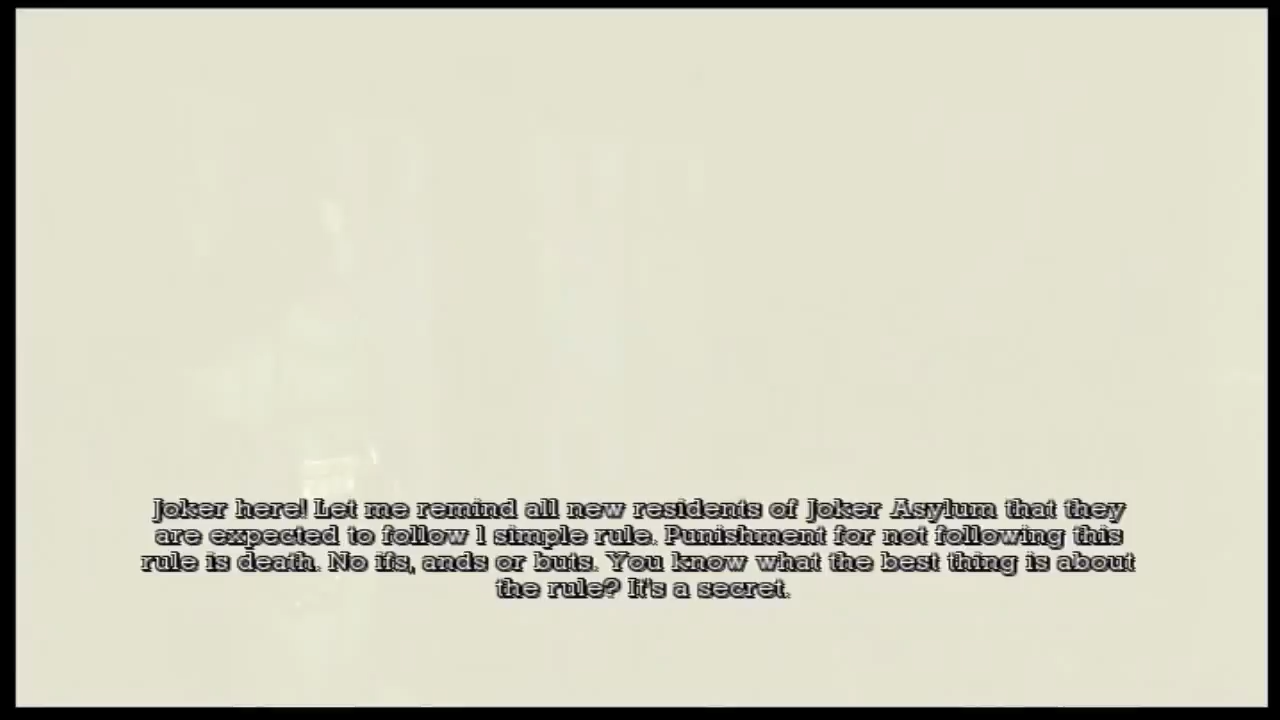 Joker here! Let me remind all new residents of Joker Asylum that they
are expected to follow 1 simple rule. Punishment for not following this
rule is death. No ifs, ands or buts. You know what the best thing is about
the rule? It's a secret.